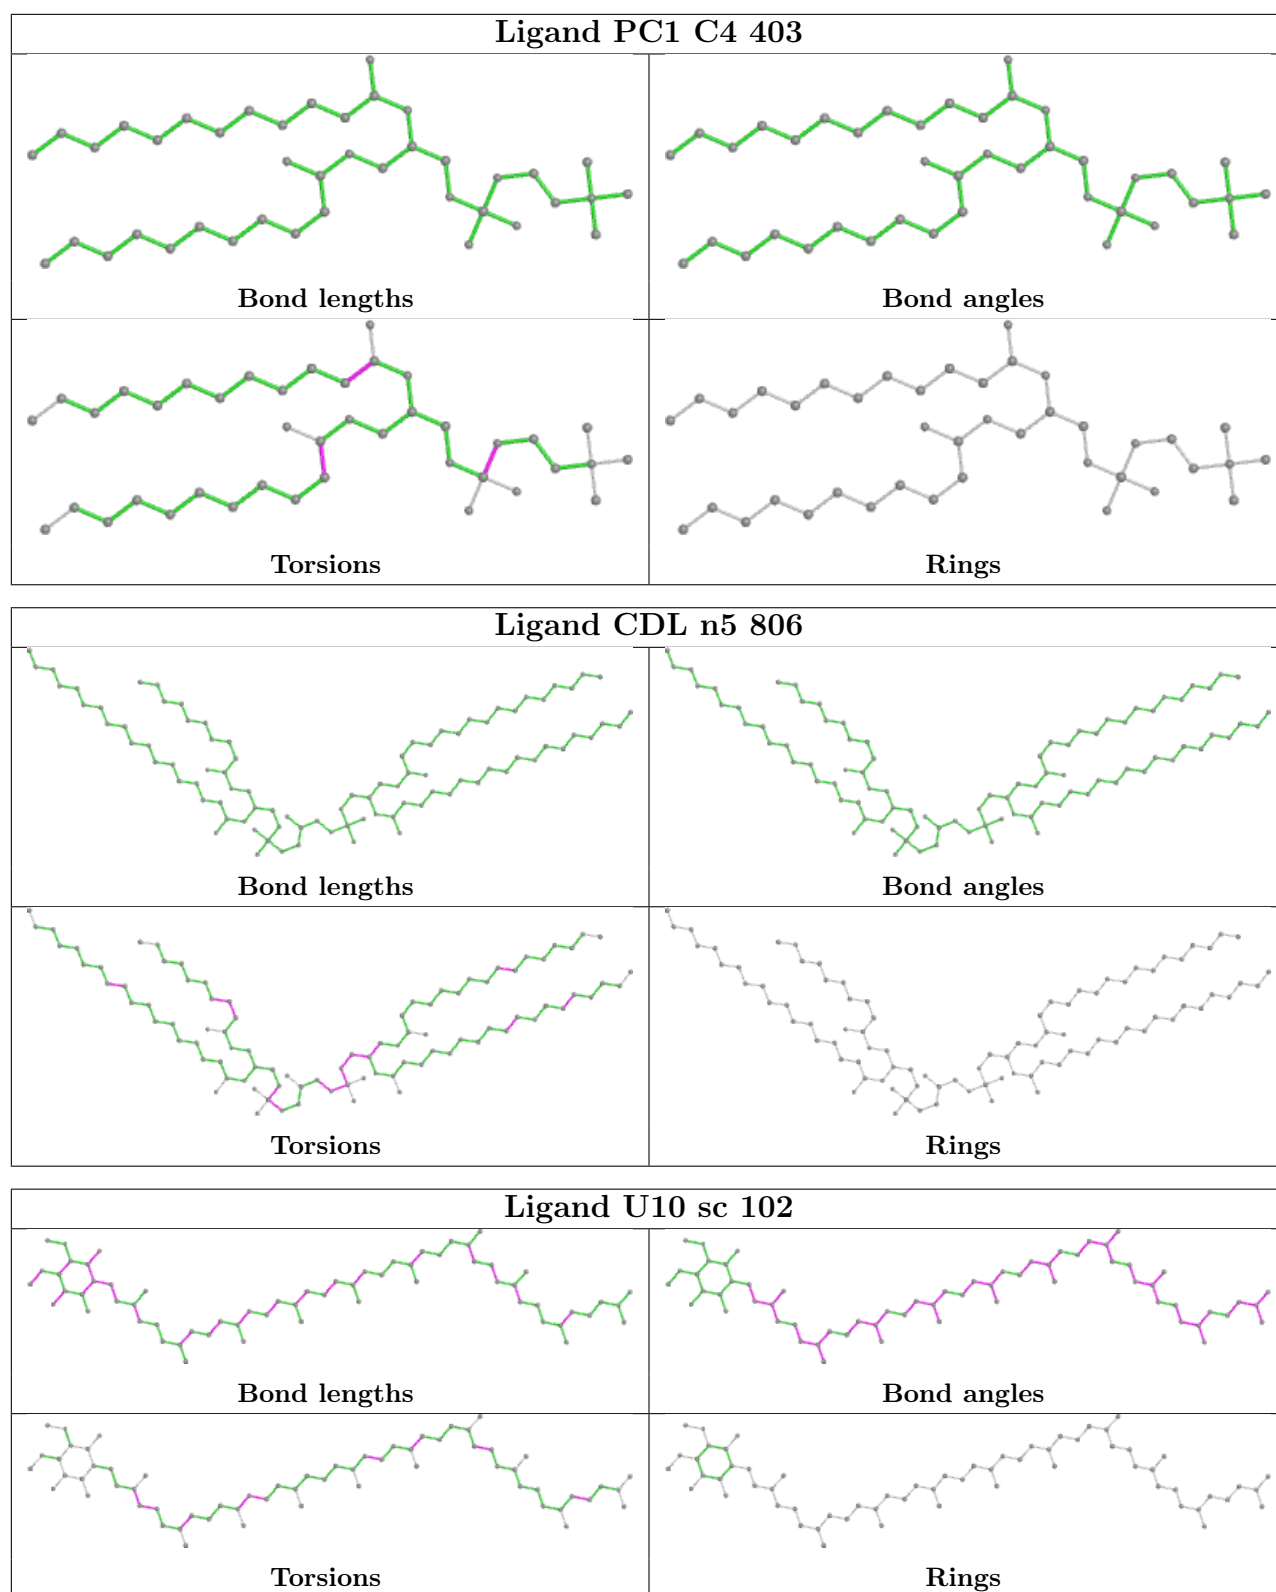 Ligand PC1 C4 403
Bond lengths
Bond angles
Torsions
Rings
Ligand CDL n5 806
Bond lengths
Bond angles
Torsions
Rings
Ligand U10 sc 102
Bond lengths
Bond angles
Torsions
Rings